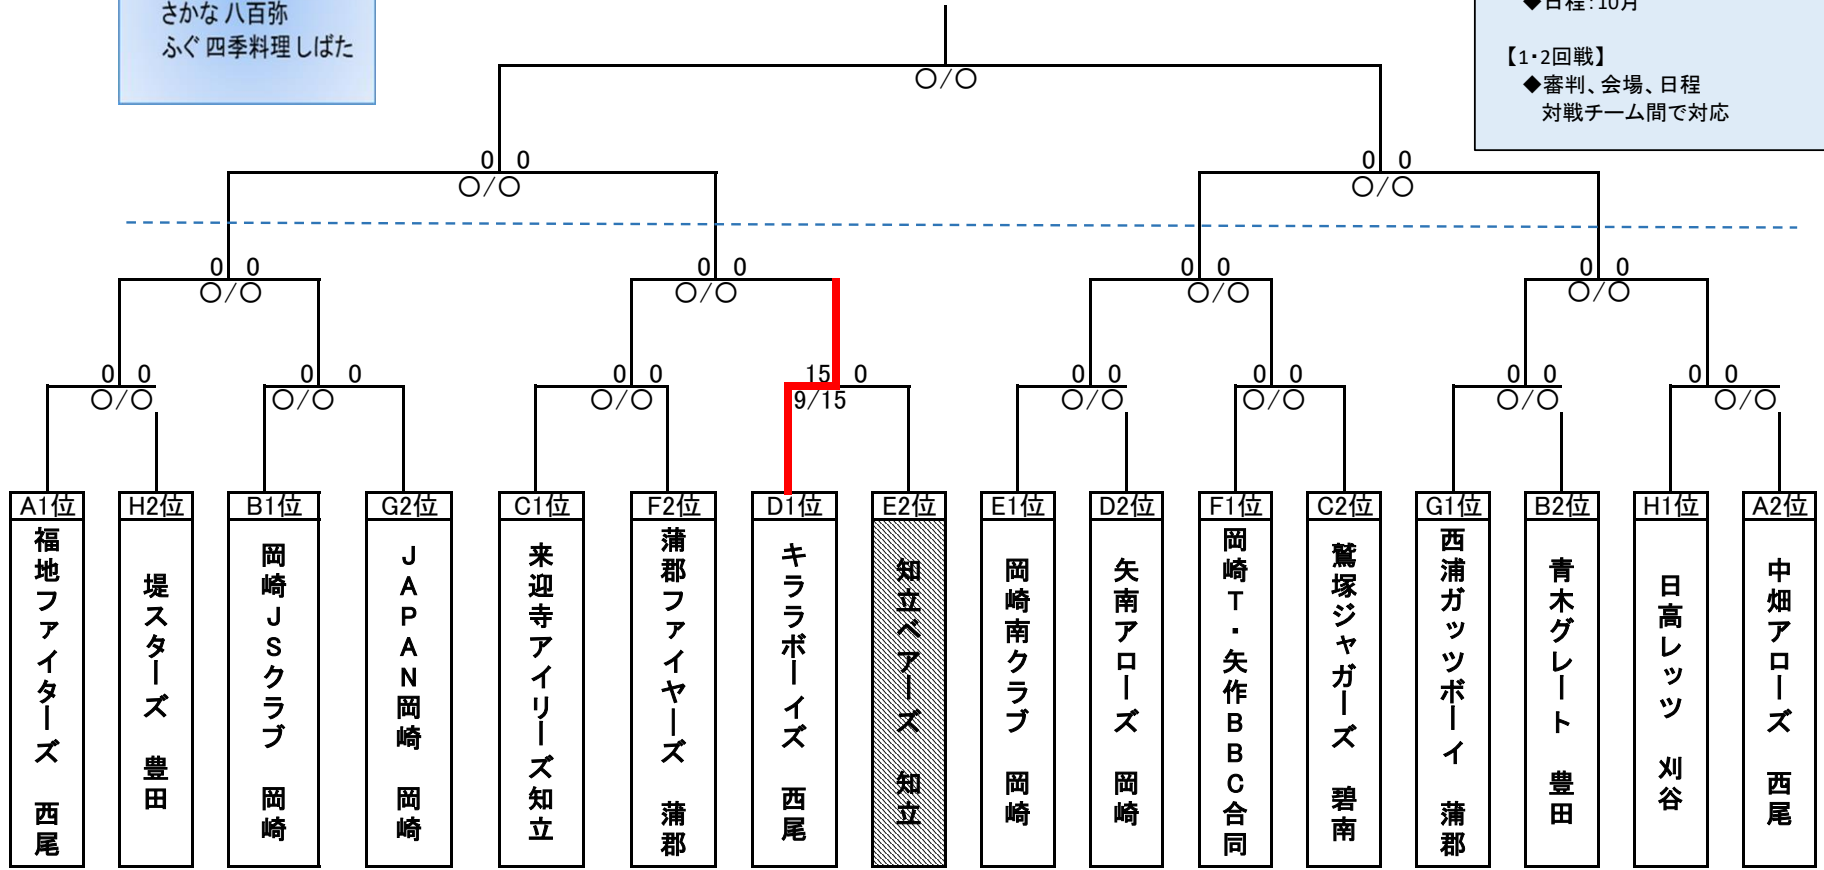 さかな 八百弥
ふぐ 四季料理 しばた
◆日程：10月
【1・2回戦】
◆審判、会場、日程
対戦チーム間で対応
〇/〇
0 0
〇/〇
0 0
〇/〇
0 0
〇/〇
0 0
〇/〇
0 0
〇/〇
0 0
〇/〇
0 0
〇/〇
0 0
〇/〇
0 0
〇/〇
15 0
9/15
0 0
〇/〇
0 0
〇/〇
0 0
〇/〇
0 0
〇/〇
A1位
福地ファイターズ 西尾
H2位
堤スターズ 豊田
B1位
岡崎JSクラブ 岡崎
G2位
JAPAN岡崎 岡崎
C1位
来迎寺アイリーズ知立
F2位
蒲郡ファイヤーズ 蒲郡
D1位
キララボーイズ 西尾
E2位
知立ベアーズ 知立
E1位
岡崎南クラブ 岡崎
D2位
矢南アローズ 岡崎
F1位
岡崎T・矢作BBC合同
C2位
鷲塚ジャガーズ 碧南
G1位
西浦ガッツボーイ 蒲郡
B2位
青木グレート 豊田
H1位
日高レッツ 刈谷
A2位
中畑アローズ 西尾